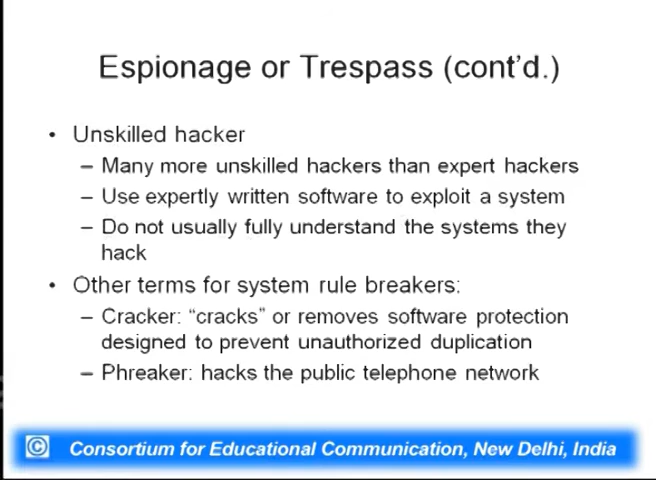 Espionage or Trespass (cont'd.)
• Unskilled hacker
– Many more unskilled hackers than expert hackers
– Use expertly written software to exploit a system
– Do not usually fully understand the systems they
hack
• Other terms for system rule breakers:
– Cracker: "cracks" or removes software protection
designed to prevent unauthorized duplication
– Phreaker: hacks the public telephone network
© Consortium for Educational Communication, New Delhi, India